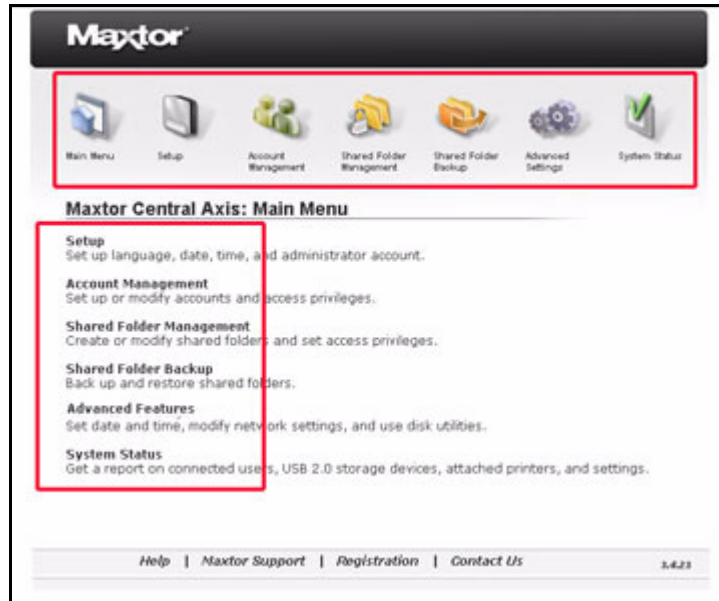 Maxtor
Main Menu
Setup
Account Management
Shared Folder Management
Shared Folder Backup
Advanced Settings
System Status
Maxtor Central Axis: Main Menu
Setup
Set up language, date, time, and administrator account.
Account Management
Set up or modify accounts and access privileges.
Shared Folder Management
Create or modify shared folders and set access privileges.
Shared Folder Backup
Back up and restore shared folders.
Advanced Features
Set date and time, modify network settings, and use disk utilities.
System Status
Get a report on connected users, USB 2.0 storage devices, attached printers, and settings.
Help | Maxtor Support | Registration | Contact Us
3.4.23